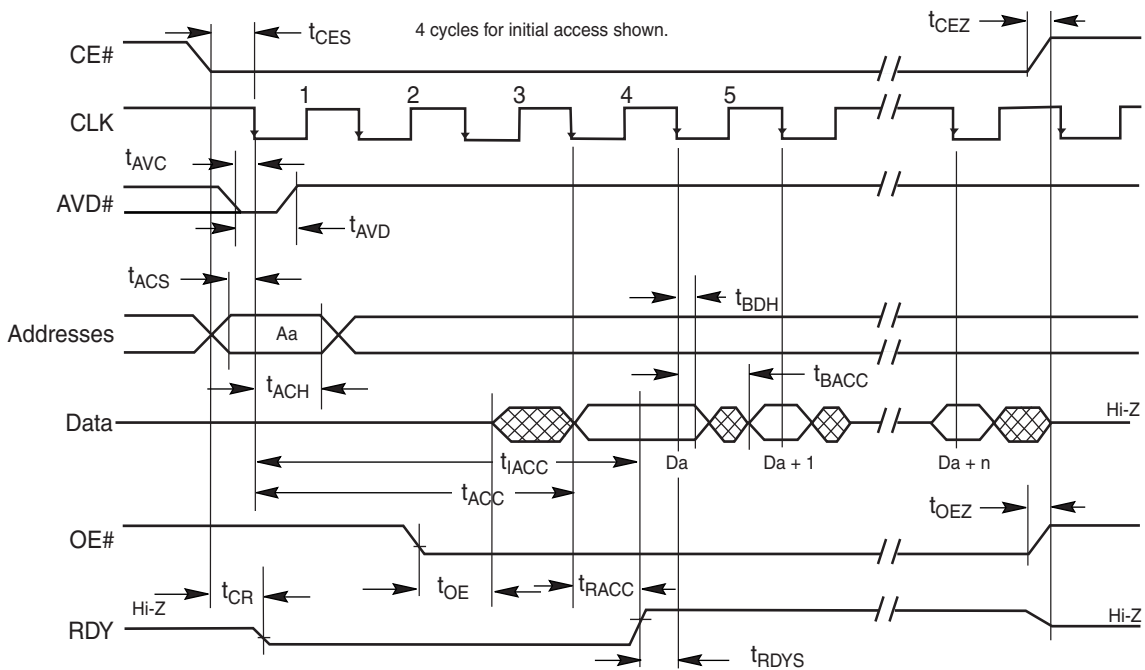 tCES
4 cycles for initial access shown.
tCEZ
CE#
1 2 3 4 5
CLK
tAVC
AVD#
tAVD
tACS
tBDH
Addresses
Aa
tACH
tBACC
Data
Hi-Z
tIACC
Da
Da + 1
Da + n
tACC
tOEZ
OE#
tCR
tOE
tRACC
Hi-Z
Hi-Z
RDY
tRDYS